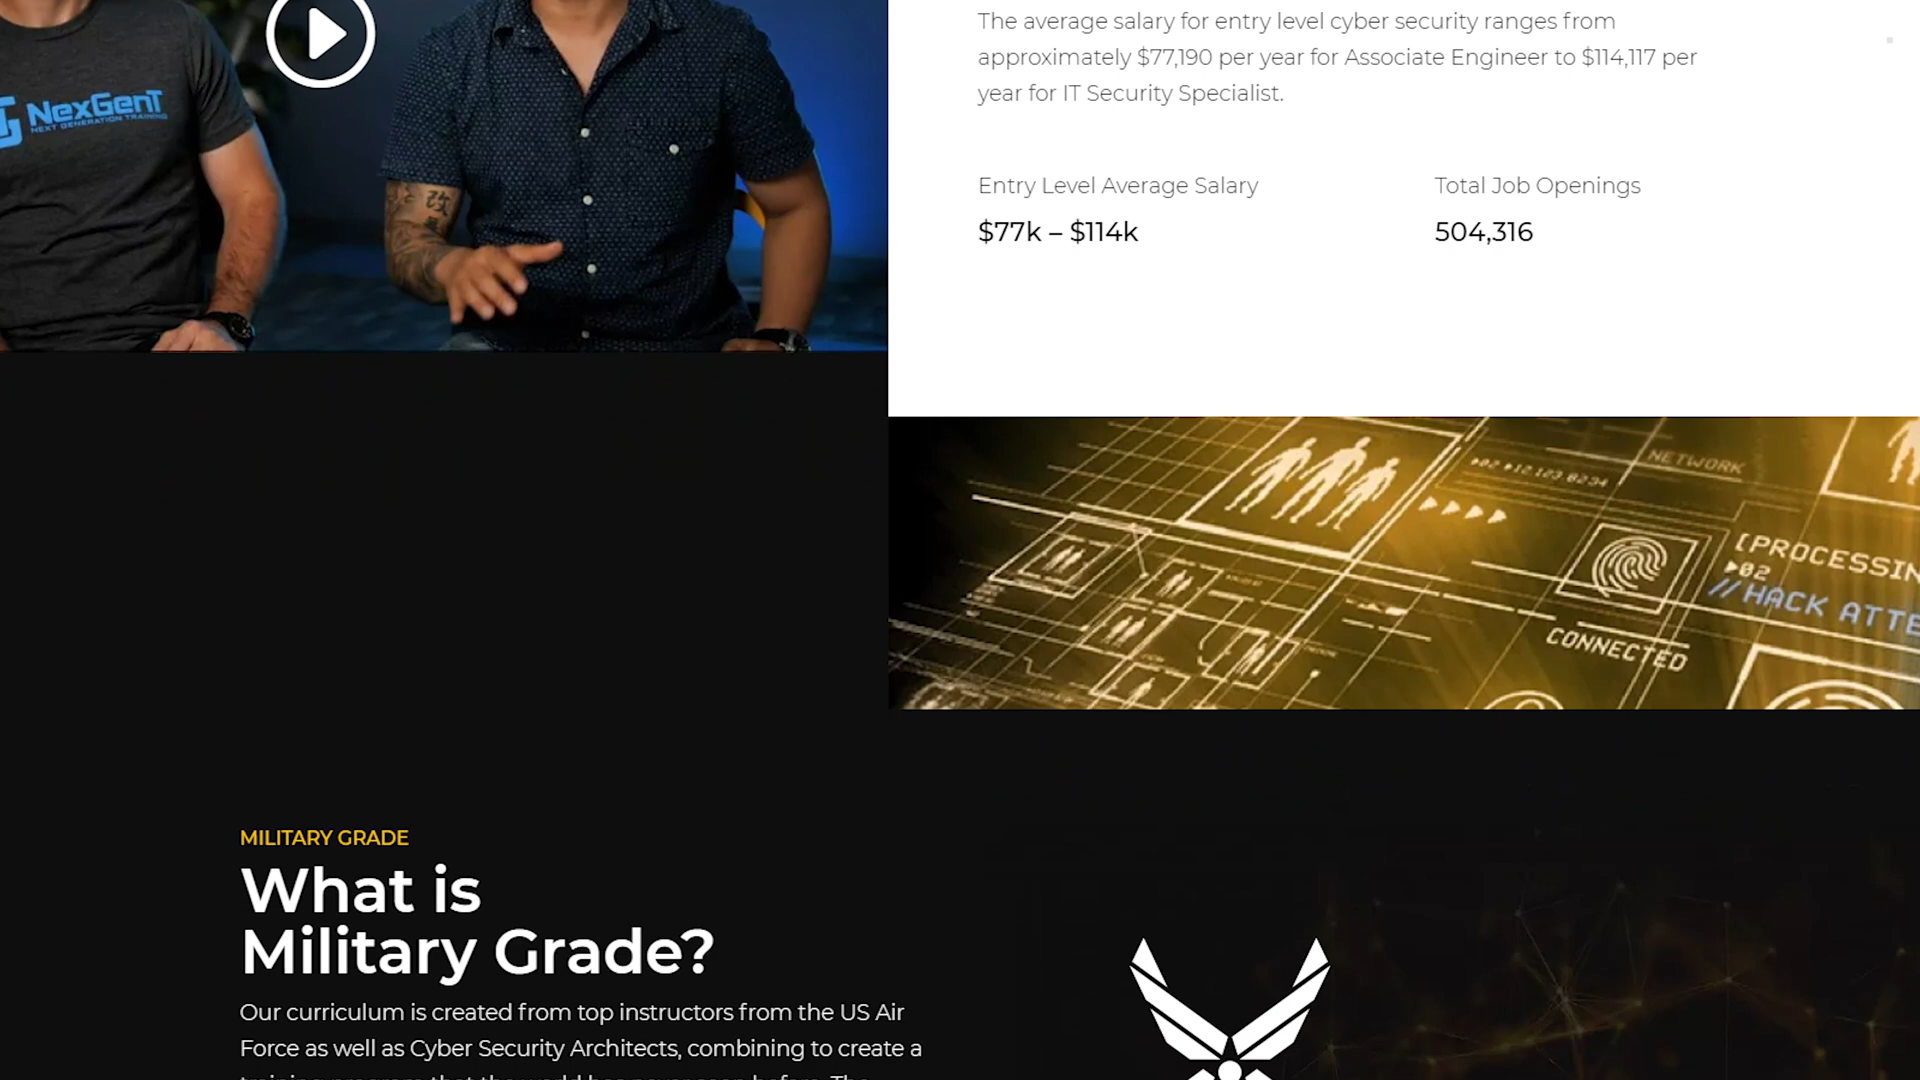 NexGenT
NEXT GENERATION TRAINING
改
The average salary for entry level cyber security ranges from
approximately $77,190 per year for Associate Engineer to $114,117 per
year for IT Security Specialist.
Entry Level Average Salary
Total Job Openings
$77k – $114k
504,316
NETWORK
CONNECTED
[PROCESSIN
02
//HACK ATTE
MILITARY GRADE
What is
Military Grade?
Our curriculum is created from top instructors from the US Air
Force as well as Cyber Security Architects, combining to create a